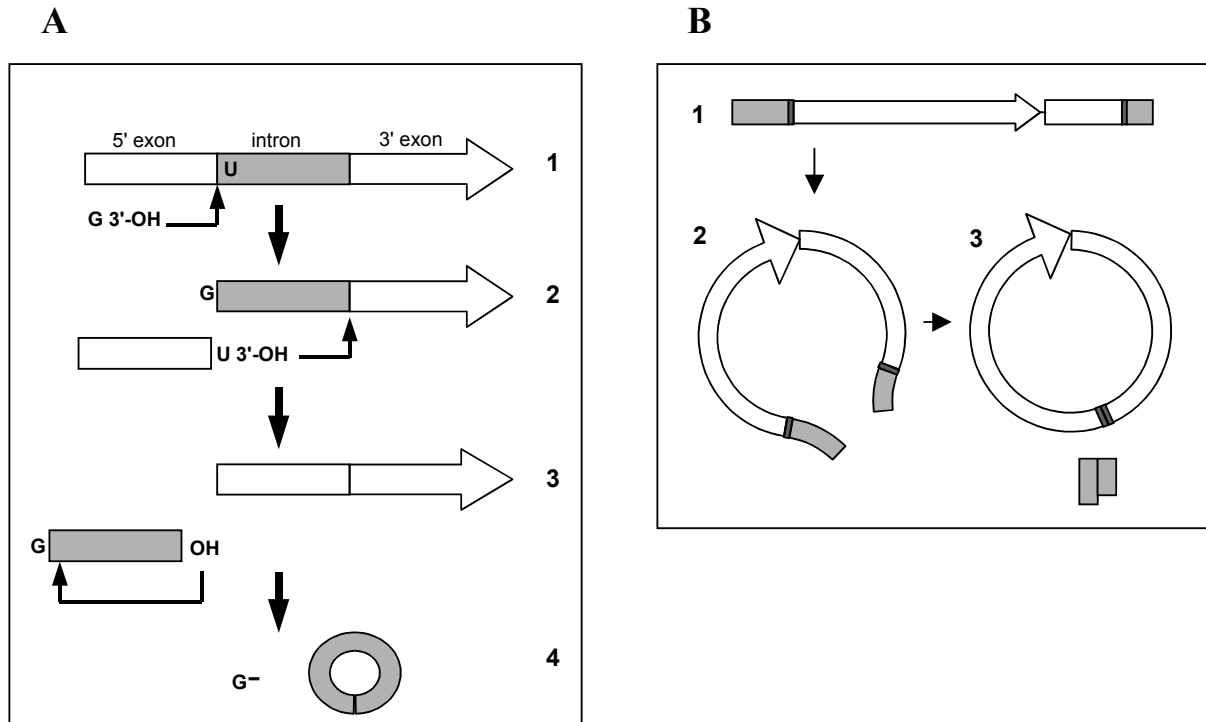 A
B
5' exon intron 3' exon
U
1
G 3'-OH
G
2
U 3'-OH
3
G OH
G–
4
1
2
3